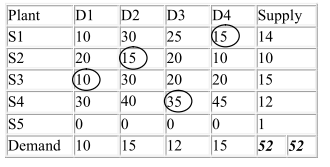 Plant D1 D2 D3 D4 Supply
S1 10 30 25 15 14
S2 20 15 20 10 10
S3 10 30 20 20 15
S4 30 40 35 45 12
S5 0 0 0 0 1
Demand 10 15 12 15 52 52